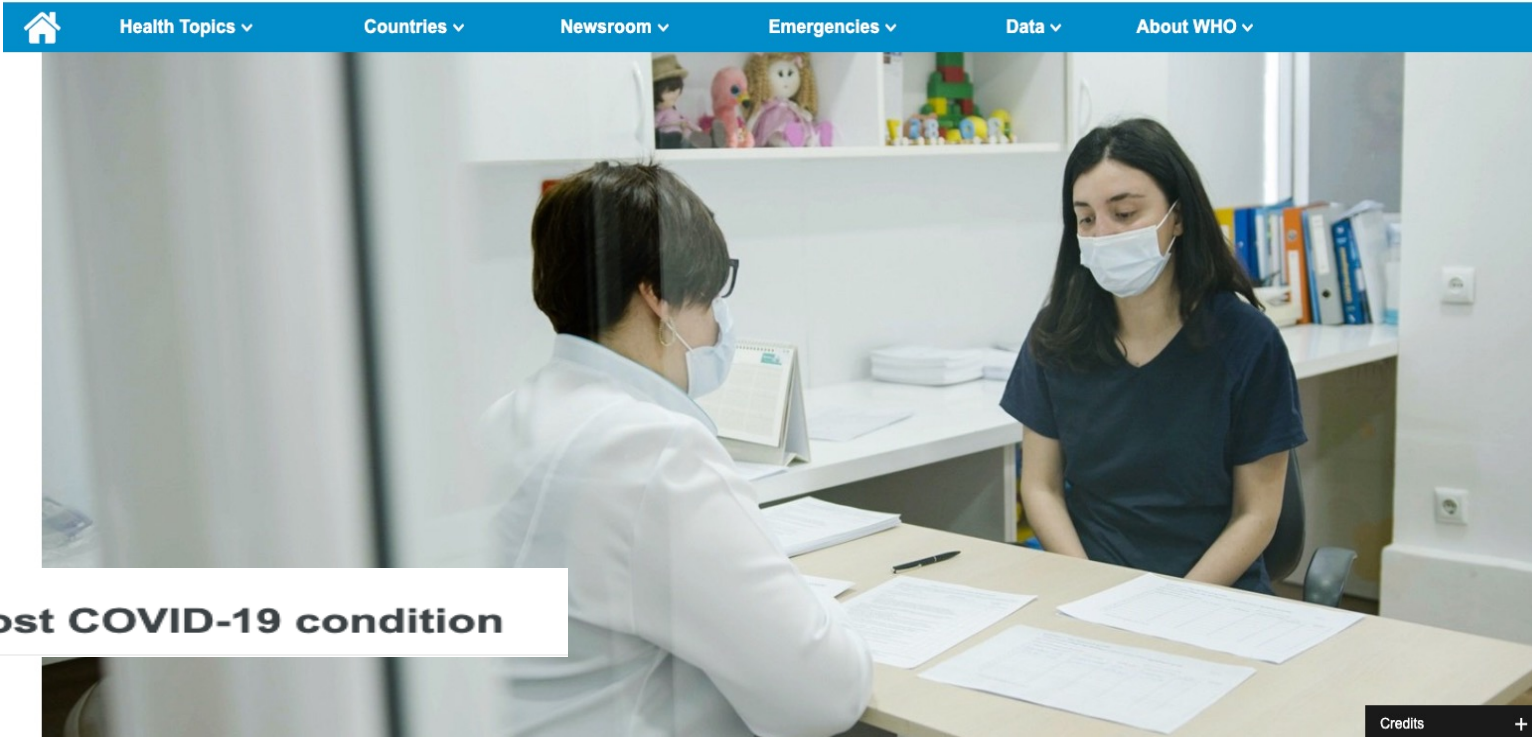 Health Topics
Countries
Newsroom
Emergencies
Data
About WHO
ost COVID-19 condition
Credits +